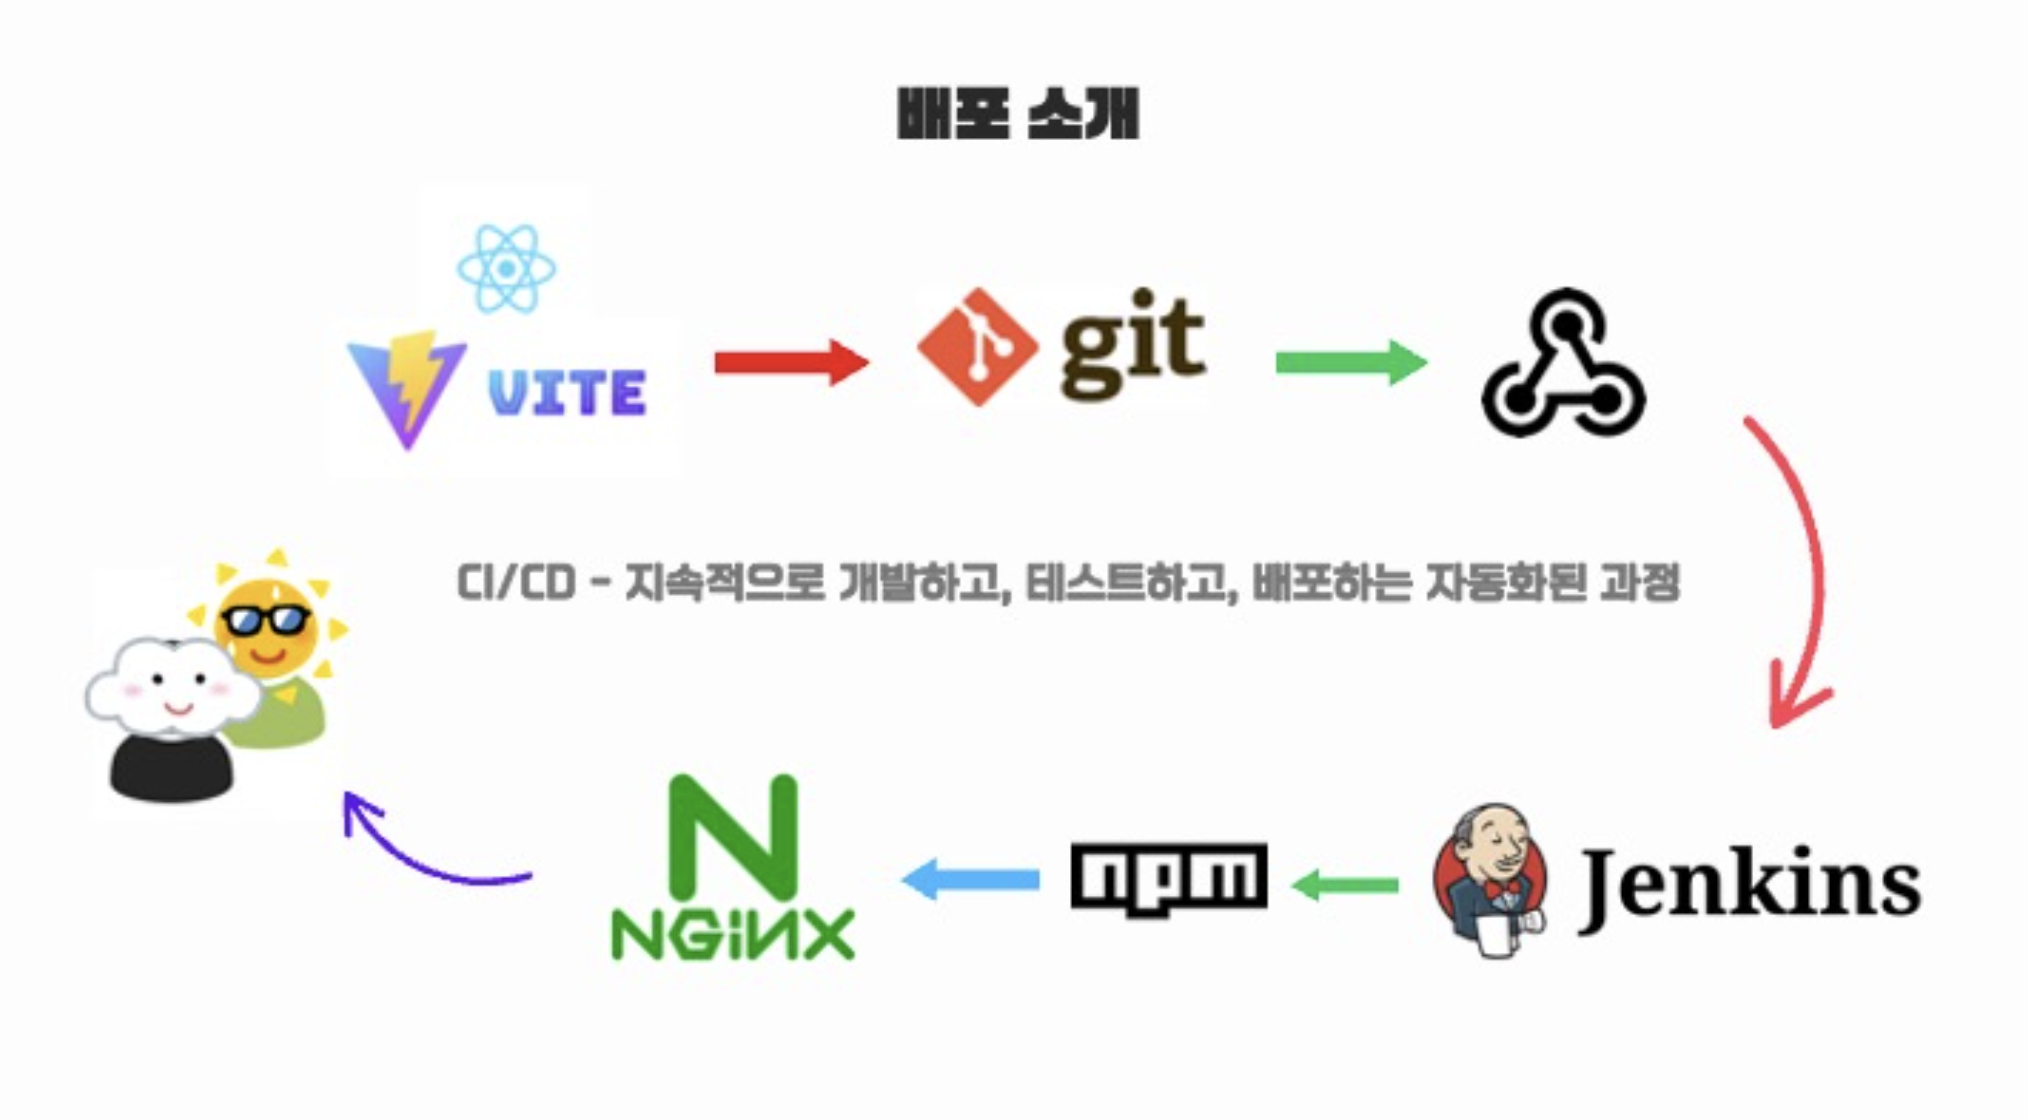 배포 소개
VITE
git
CI/CD - 지속적으로 개발하고, 테스트하고, 배포하는 자동화된 과정
N
NGiNX
npm
Jenkins